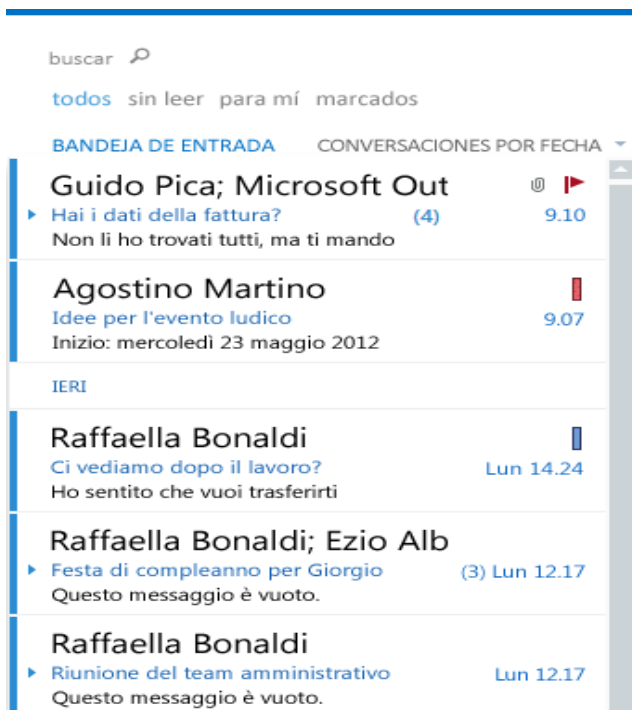 buscar
todos sin leer para mí marcados
BANDEJA DE ENTRADA CONVERSACIONES POR FECHA
Guido Pica; Microsoft Out
Hai i dati della fattura? (4) 9.10
Non li ho trovati tutti, ma ti mando
Agostino Martino
Idee per l'evento ludico 9.07
Inizio: mercoledì 23 maggio 2012
IERI
Raffaella Bonaldi
Ci vediamo dopo il lavoro? Lun 14.24
Ho sentito che vuoi trasferirti
Raffaella Bonaldi; Ezio Alb
Festa di compleanno per Giorgio (3) Lun 12.17
Questo messaggio è vuoto.
Raffaella Bonaldi
Riunione del team amministrativo Lun 12.17
Questo messaggio è vuoto.